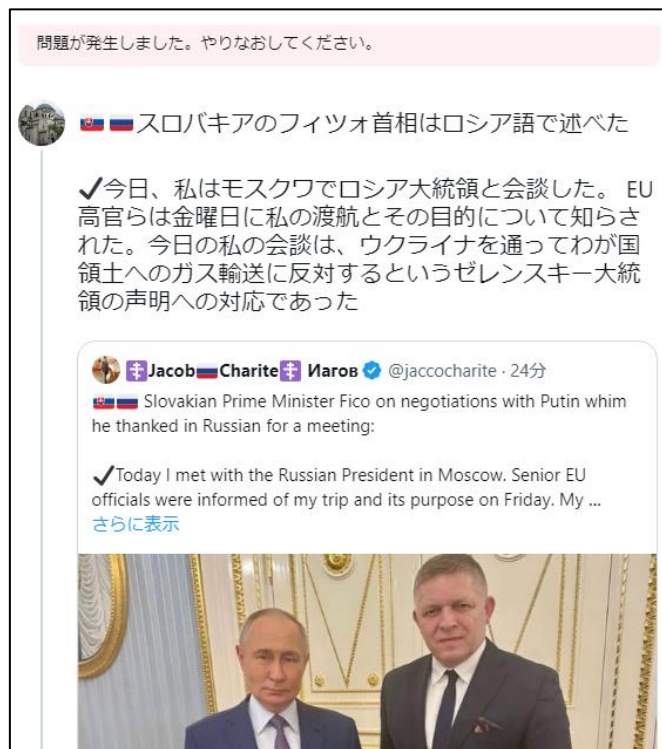 問題が発生しました。やりなおしてください。
🇸🇰🇷🇺スロバキアのフィツォ首相はロシア語で述べた
✔今日、私はモスクワでロシア大統領と会談した。 EU
高官らは金曜日に私の渡航とその目的について知らさ
れた。今日の私の会談は、ウクライナを通ってわが国
領土へのガス輸送に反対するというゼレンスキー大統
領の声明への対応であった
☦Jacob🇷🇺Charite☦ Иагов @jaccocharite · 24分
🇸🇰🇷🇺 Slovakian Prime Minister Fico on negotiations with Putin whim
he thanked in Russian for a meeting:
✔Today I met with the Russian President in Moscow. Senior EU
officials were informed of my trip and its purpose on Friday. My ...
さらに表示